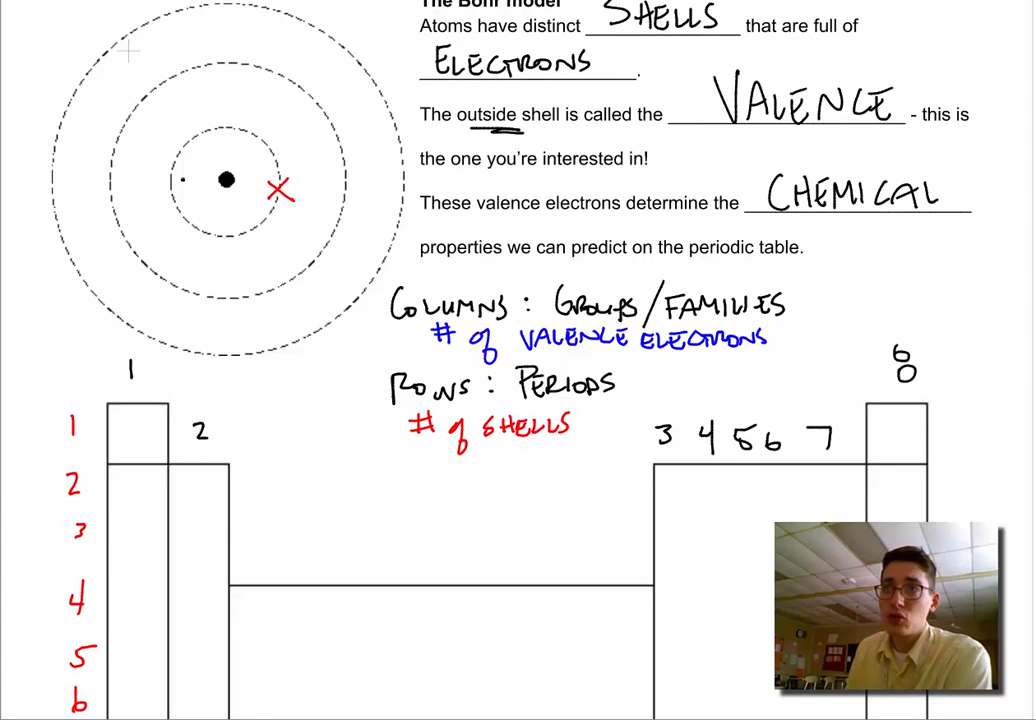 The Bohr model
Atoms have distinct SHELLS that are full of
ELECTRONS.
The outside shell is called the VALENCE - this is
the one you're interested in!
These valence electrons determine the CHEMICAL
properties we can predict on the periodic table.
COLUMNS: GROUPS/FAMILIES
# of VALENCE ELECTRONS
ROWS: PERIODS
# of SHELLS
1
2
3 4 5 6 7
8
1
2
3
4
5
6